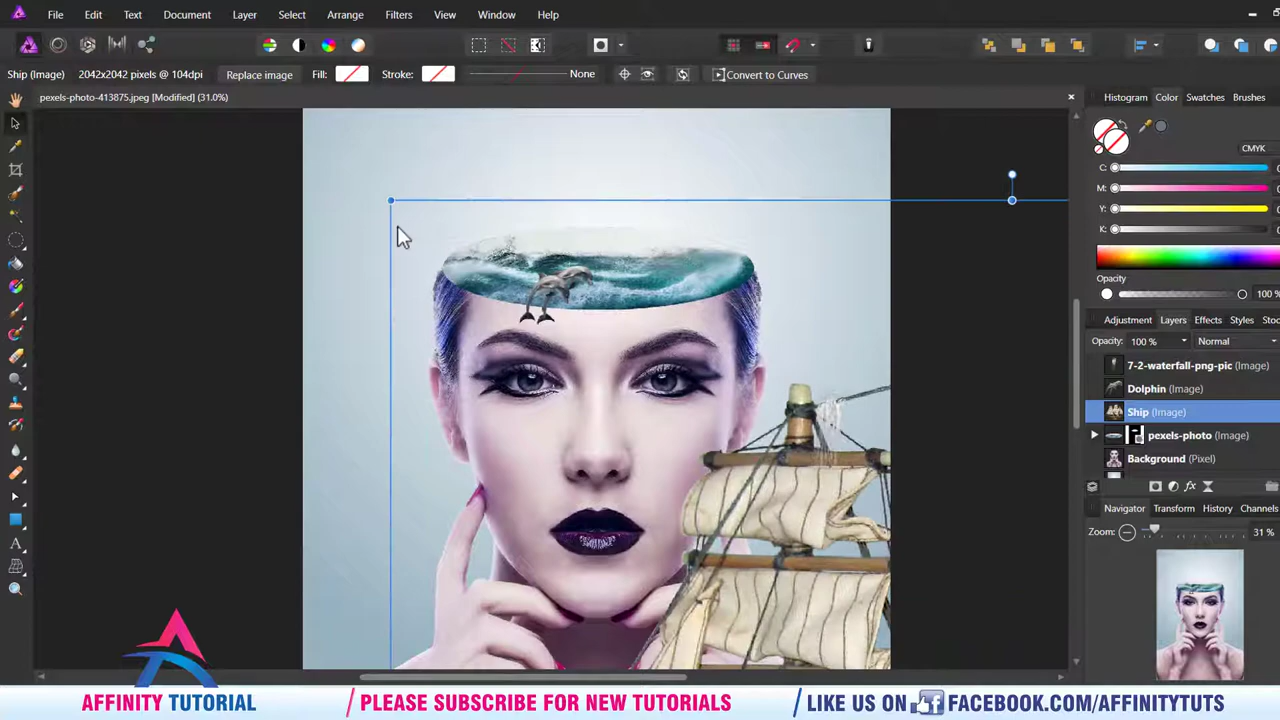 File Edit Text Document Layer Select Arrange Filters View Window Help
Ship (Image) 2042x2042 pixels @ 104dpi Replace image Fill: Stroke: None Convert to Curves
pexels-photo-413875.jpeg [Modified] (31.0%)
Histogram Color Swatches Brushes
CMYK
C:
M:
Y:
K:
Opacity
100 %
Adjustment Layers Effects Styles Stoc
Opacity: 100 % Normal
7-2-waterfall-png-pic (Image)
Dolphin (Image)
Ship (Image)
pexels-photo (Image)
Background (Pixel)
fx
Navigator Transform History Channels
Zoom: 31 %
AFFINITY TUTORIAL
PLEASE SUBSCRIBE FOR NEW TUTORIALS
LIKE US ON FACEBOOK.COM/AFFINITYTUTS